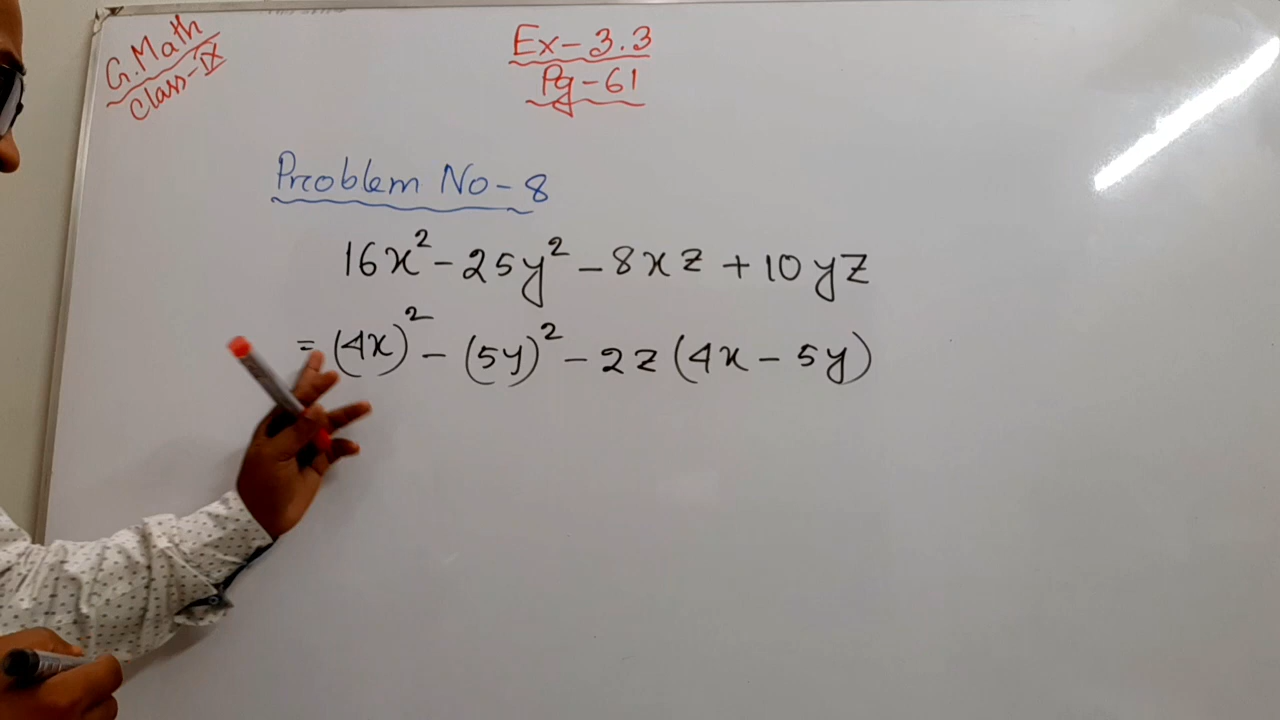 G.Math
Class-IX
Ex-3.3
Pg-61
Problem No-8
16x² - 25y² - 8xz + 10yz
= (4x)² - (5y)² - 2z (4x - 5y)